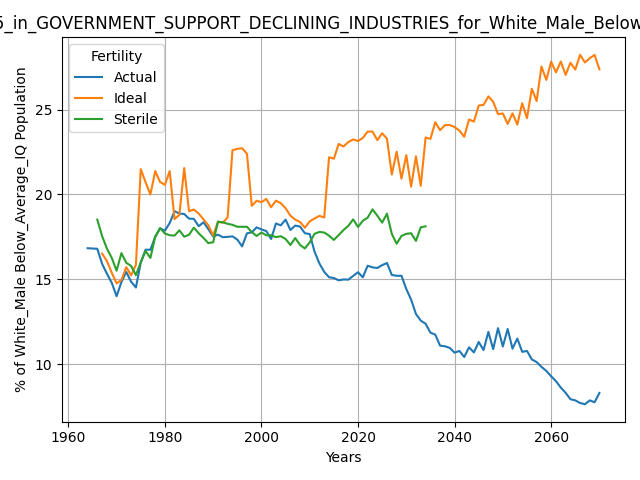 5_in_GOVERNMENT_SUPPORT_DECLINING_INDUSTRIES_for_White_Male_Below
Fertility
Actual
Ideal
Sterile
% of White_Male Below_Average_IQ Population
25
20
15
10
1960
1980
2000
2020
2040
2060
Years